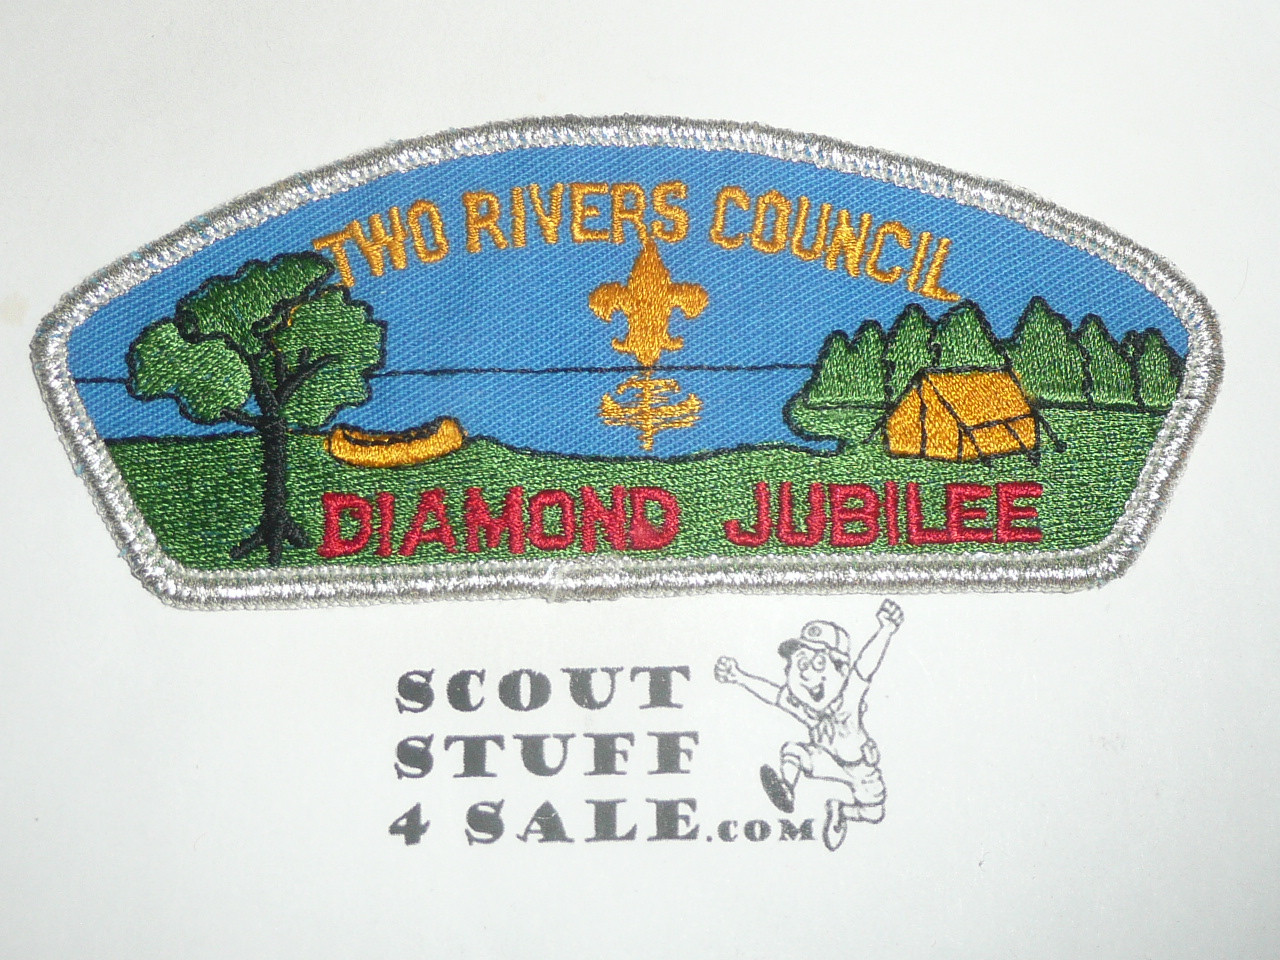 TWO RIVERS COUNCIL
DIAMOND JUBILEE
SCOUT
STUFF
4 SALE.COM